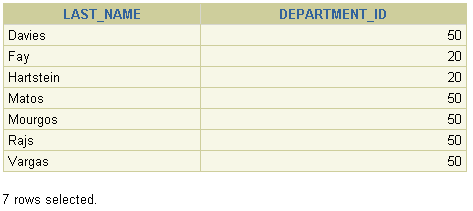 LAST_NAME DEPARTMENT_ID
Davies 50
Fay 20
Hartstein 20
Matos 50
Mourgos 50
Rajs 50
Vargas 50
7 rows selected.